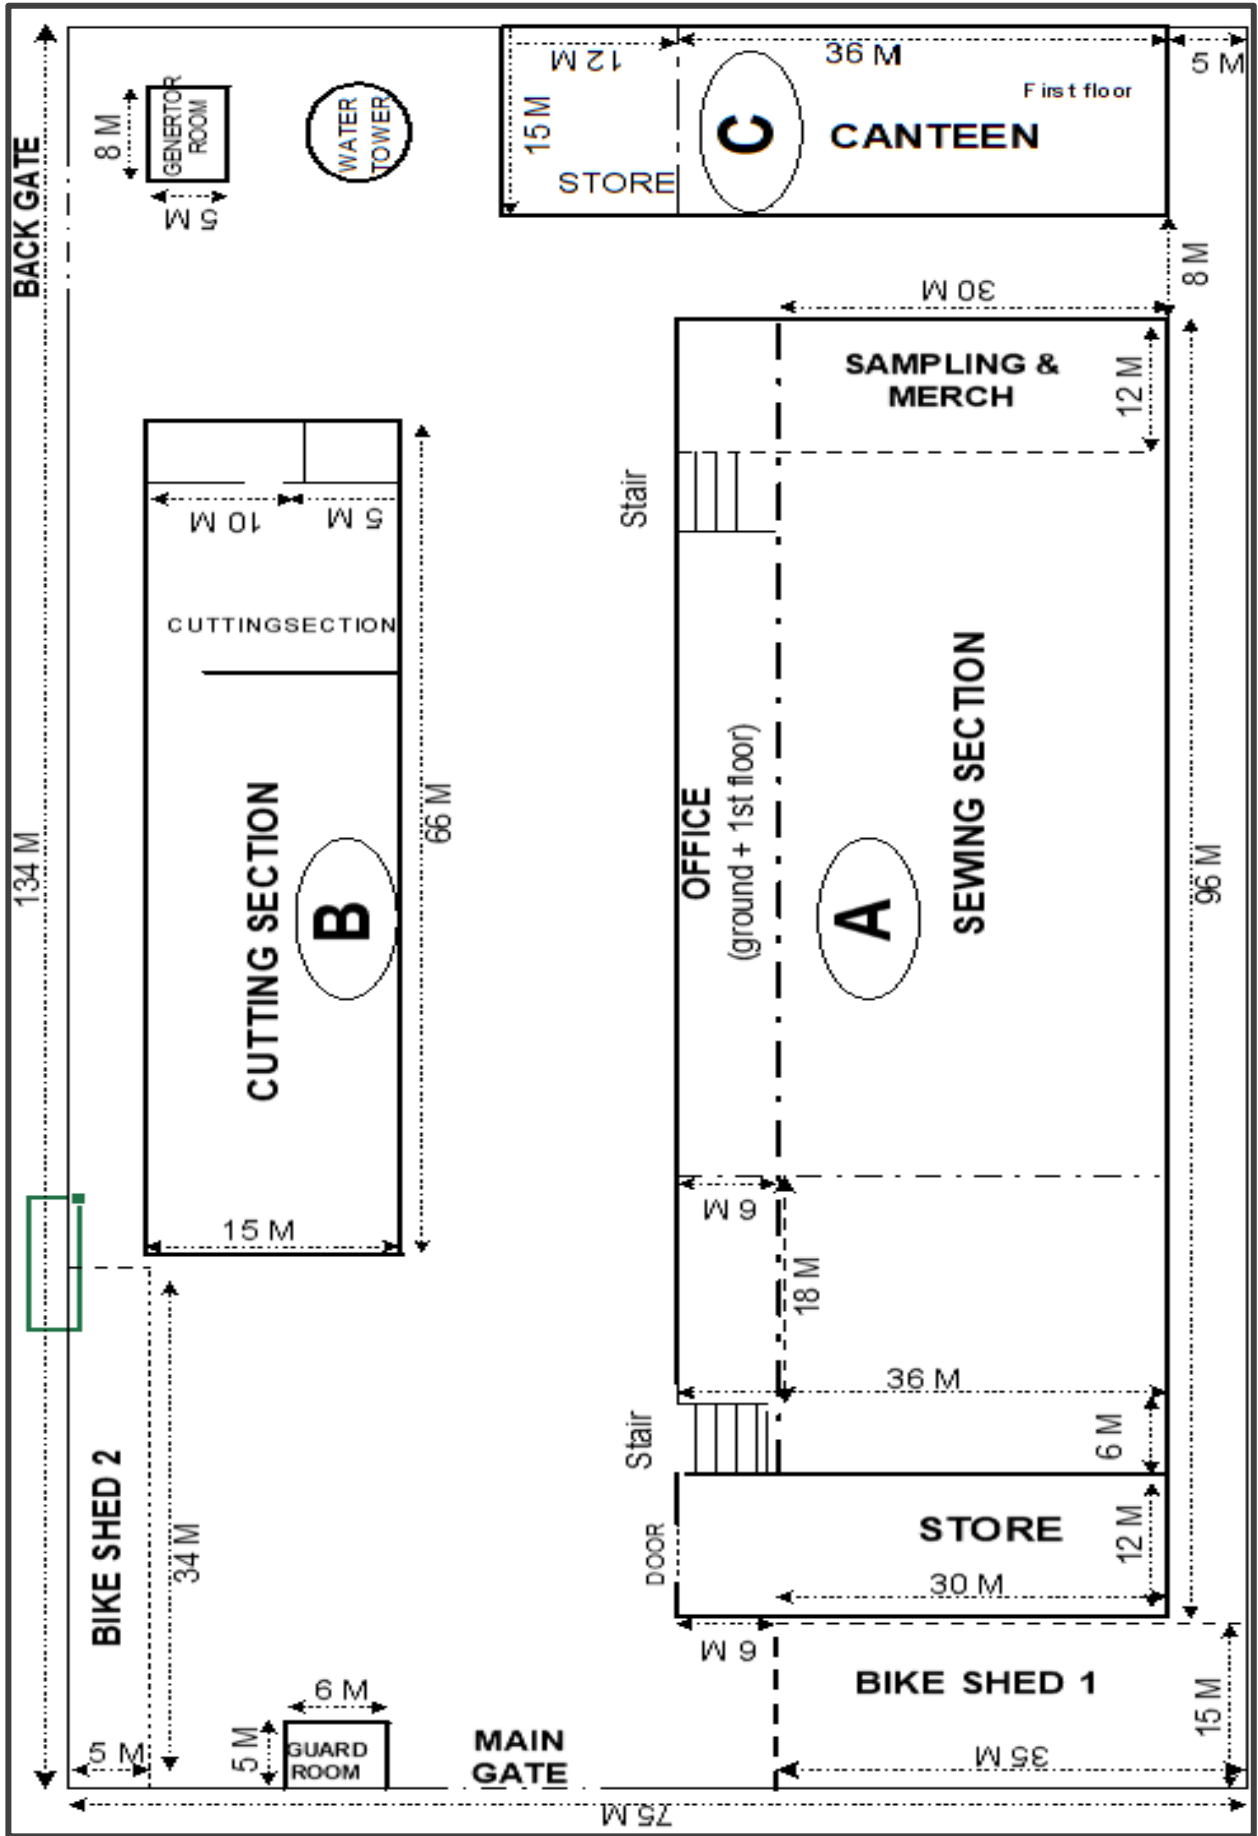 12 M
36 M
5 M
First floor
15 M
C
CANTEEN
STORE
GENERTOR
ROOM
8 M
5 M
WATER
TOWER
BACK GATE
8 M
30 M
SAMPLING &
MERCH
12 M
Stair
10 M
5 M
CUTTINGSECTION
CUTTING SECTION
B
66 M
134 M
OFFICE
(ground + 1st floor)
A
SEWING SECTION
96 M
15 M
6 M
18 M
36 M
Stair
6 M
DOOR
STORE
12 M
30 M
BIKE SHED 2
34 M
6 M
BIKE SHED 1
15 M
6 M
5 M
5 M
GUARD
ROOM
MAIN
GATE
35 M
75 M